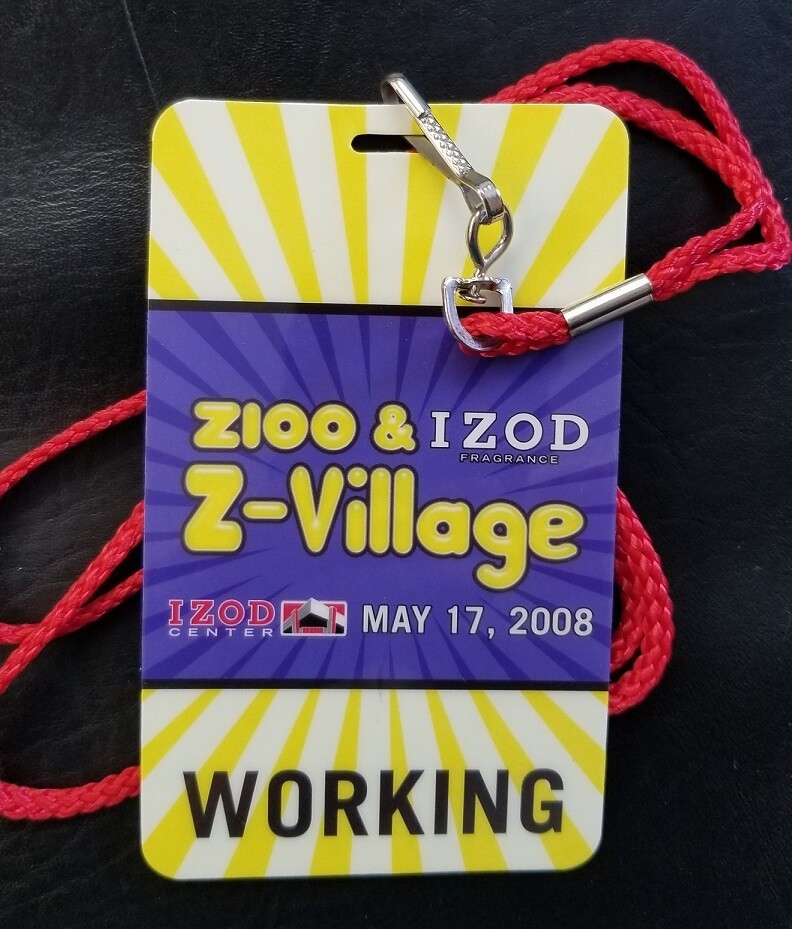 Z100 & IZOD
FRAGRANCE
Z-Village
IZOD
CENTER
MAY 17, 2008
WORKING